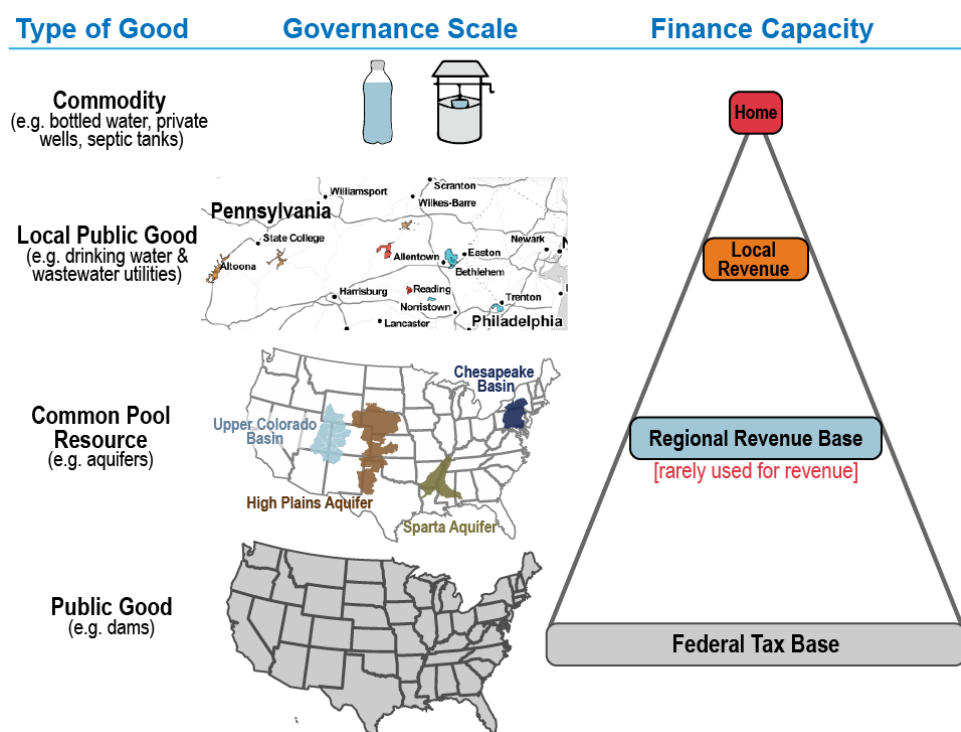 Type of Good
Governance Scale
Finance Capacity
Commodity
(e.g. bottled water, private
wells, septic tanks)
Home
Local Public Good
(e.g. drinking water &
wastewater utilities)
Williamsport
Scranton
Wilkes-Barre
Pennsylvania
State College
Altoona
Allentown
Easton
Bethlehem
Newark
N
Harrisburg
Reading
Norristown
Trenton
Lancaster
Philadelphia
Local
Revenue
Common Pool
Resource
(e.g. aquifers)
Chesapeake
Basin
Upper Colorado
Basin
High Plains Aquifer
Sparta Aquifer
Regional Revenue Base
[rarely used for revenue]
Public Good
(e.g. dams)
Federal Tax Base